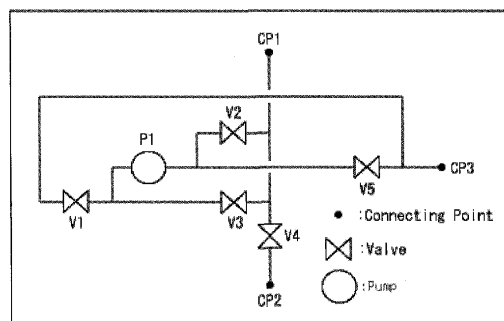 CP1
V2
P1
CP3
V5
V1
V3
V4
CP2
:Connecting Point
:Valve
:Pump